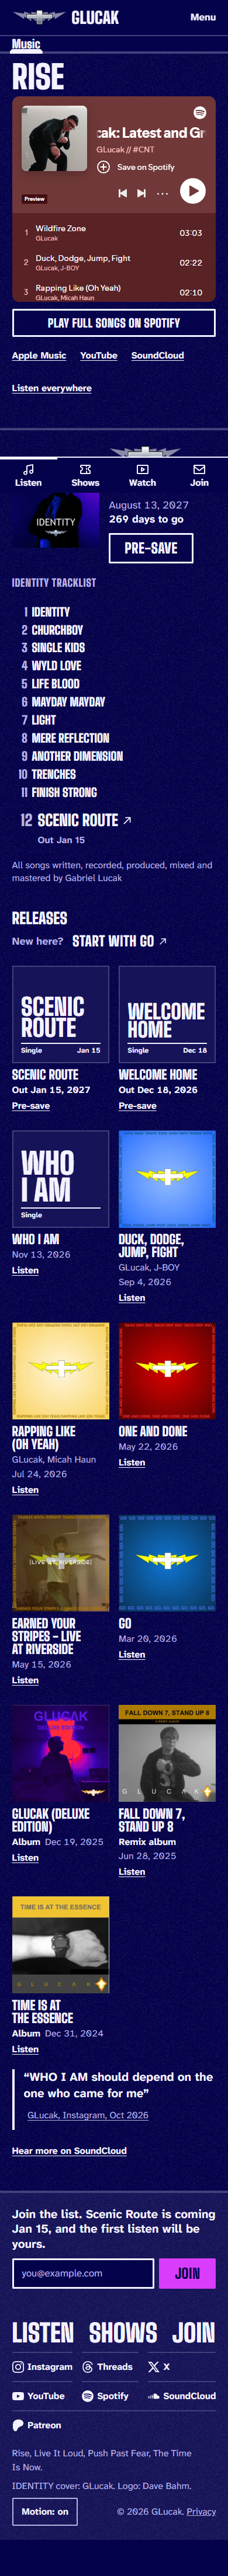 GLUCAK
Menu
Music
RISE
cak: Latest and Gr
GLucak // #CNT
Save on Spotify
Preview
1 Wildfire Zone 03:03
GLucak
2 Duck, Dodge, Jump, Fight 02:22
GLucak, J-BOY
3 Rapping Like (Oh Yeah) 02:10
GLucak, Micah Haun
PLAY FULL SONGS ON SPOTIFY
Apple Music YouTube SoundCloud
Listen everywhere
Listen Shows Watch Join
IDENTITY
August 13, 2027
269 days to go
PRE-SAVE
IDENTITY TRACKLIST
1 IDENTITY
2 CHURCHBOY
3 SINGLE KIDS
4 WYLD LOVE
5 LIFE BLOOD
6 MAYDAY MAYDAY
7 LIGHT
8 MERE REFLECTION
9 ANOTHER DIMENSION
10 TRENCHES
11 FINISH STRONG
12 SCENIC ROUTE ↗
Out Jan 15
All songs written, recorded, produced, mixed and
mastered by Gabriel Lucak
RELEASES
New here? START WITH GO ↗
SCENIC
ROUTE
Single Jan 15
SCENIC ROUTE
Out Jan 15, 2027
Pre-save
WELCOME
HOME
Single Dec 18
WELCOME HOME
Out Dec 18, 2026
Pre-save
WHO
I AM
Single
WHO I AM
Nov 13, 2026
Listen
DUCK, DODGE,
JUMP, FIGHT
GLucak, J-BOY
Sep 4, 2026
Listen
RAPPING LIKE
(OH YEAH)
GLucak, Micah Haun
Jul 24, 2026
Listen
ONE AND DONE
May 22, 2026
Listen
[LIVE AT RIVERSIDE]
EARNED YOUR
STRIPES - LIVE
AT RIVERSIDE
May 15, 2026
Listen
GO
Mar 20, 2026
Listen
GLUCAK
GLUCAK (DELUXE
EDITION)
Album Dec 19, 2025
Listen
FALL DOWN 7, STAND UP 8
GLUCAK
FALL DOWN 7,
STAND UP 8
Remix album
Jun 28, 2025
Listen
TIME IS AT THE ESSENCE
GLUCAK
TIME IS AT
THE ESSENCE
Album Dec 31, 2024
Listen
“WHO I AM should depend on the
one who came for me”
GLucak, Instagram, Oct 2026
Hear more on SoundCloud
Join the list. Scenic Route is coming
Jan 15, and the first listen will be
yours.
you@example.com
JOIN
LISTEN SHOWS JOIN
Instagram Threads X
YouTube Spotify SoundCloud
Patreon
Rise, Live It Loud, Push Past Fear, The Time
Is Now.
IDENTITY cover: GLucak. Logo: Dave Bahm.
Motion: on
© 2026 GLucak. Privacy